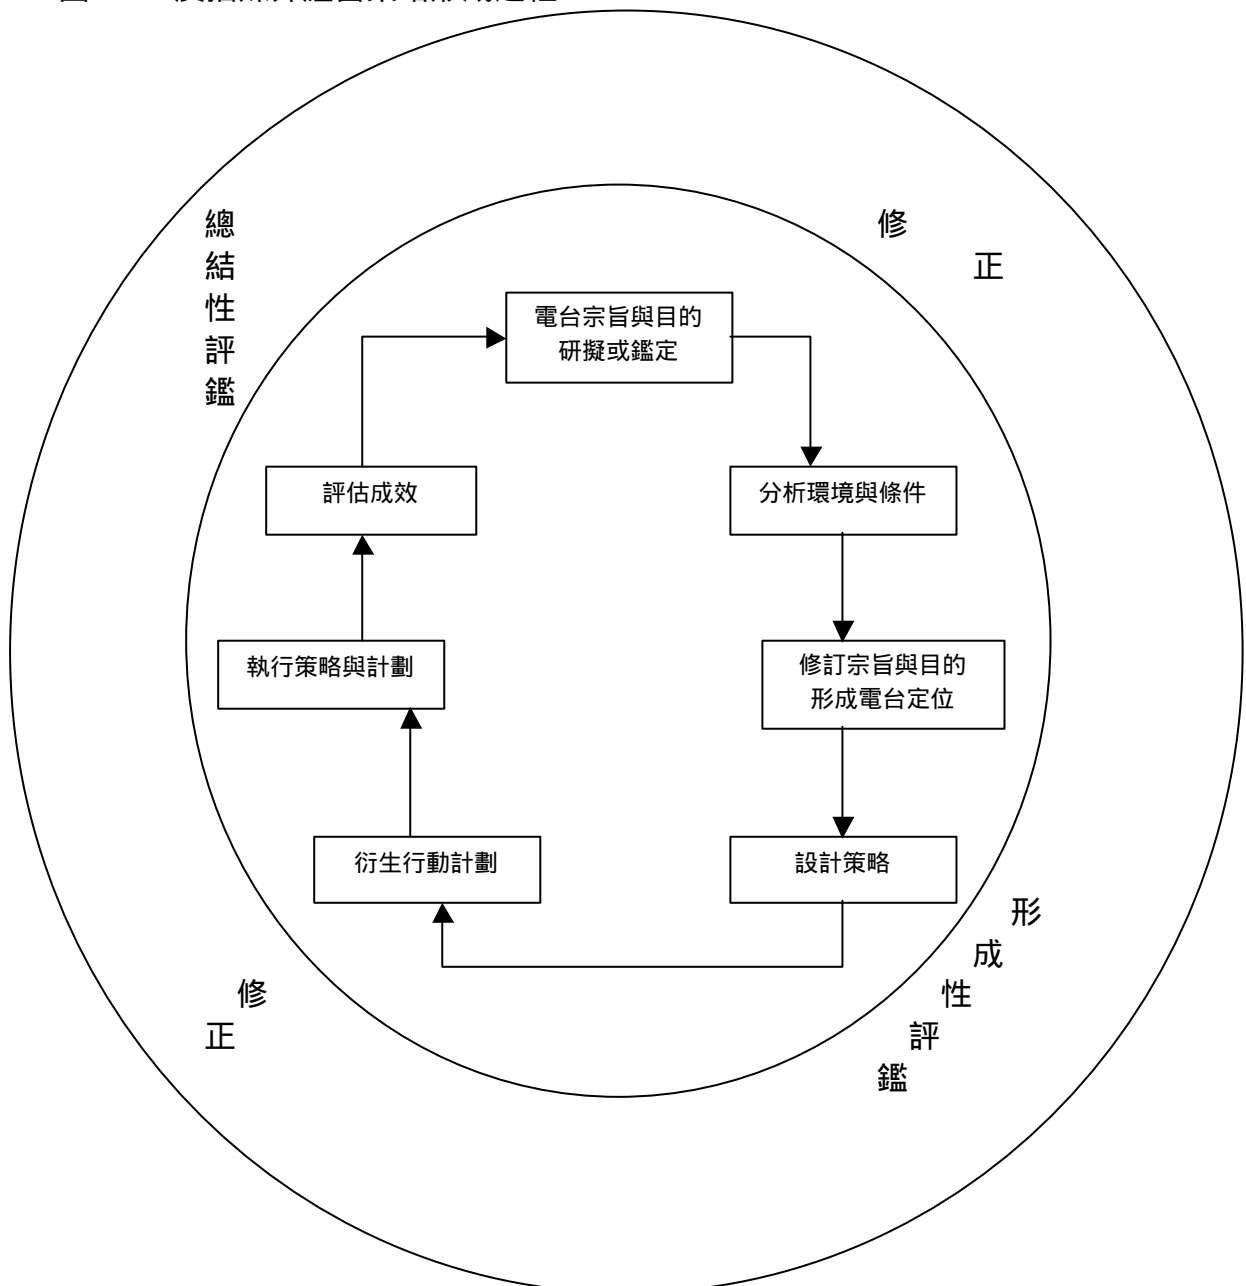 總結性評鑑
修正
電台宗旨與目的
研擬或鑑定
評估成效
分析環境與條件
執行策略與計劃
修訂宗旨與目的
形成電台定位
衍生行動計劃
設計策略
形成性評鑑
修正